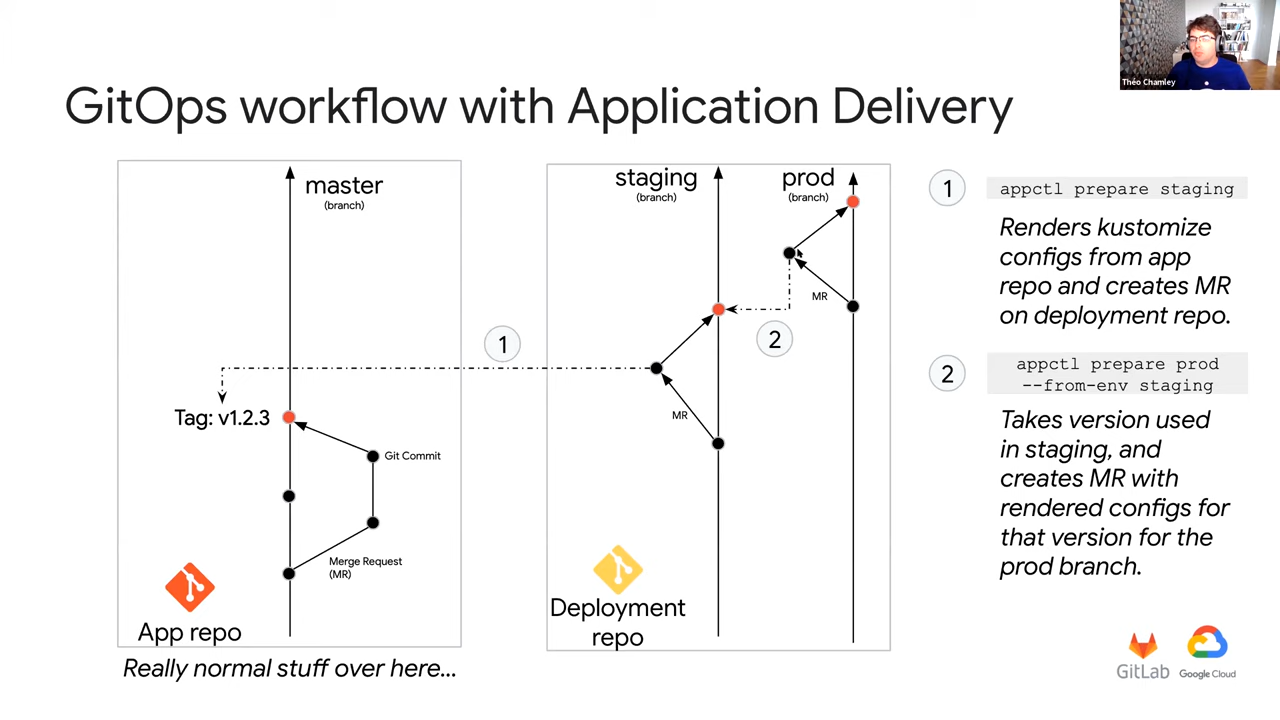 Théo Chamley
GitOps workflow with Application Delivery
master
(branch)
Tag: v1.2.3
Git Commit
Merge Request
(MR)
App repo
Really normal stuff over here...
staging
(branch)
prod
(branch)
MR
MR
1
2
Deployment
repo
1
appctl prepare staging
Renders kustomize
configs from app
repo and creates MR
on deployment repo.
2
appctl prepare prod
--from-env staging
Takes version used
in staging, and
creates MR with
rendered configs for
that version for the
prod branch.
GitLab
Google Cloud